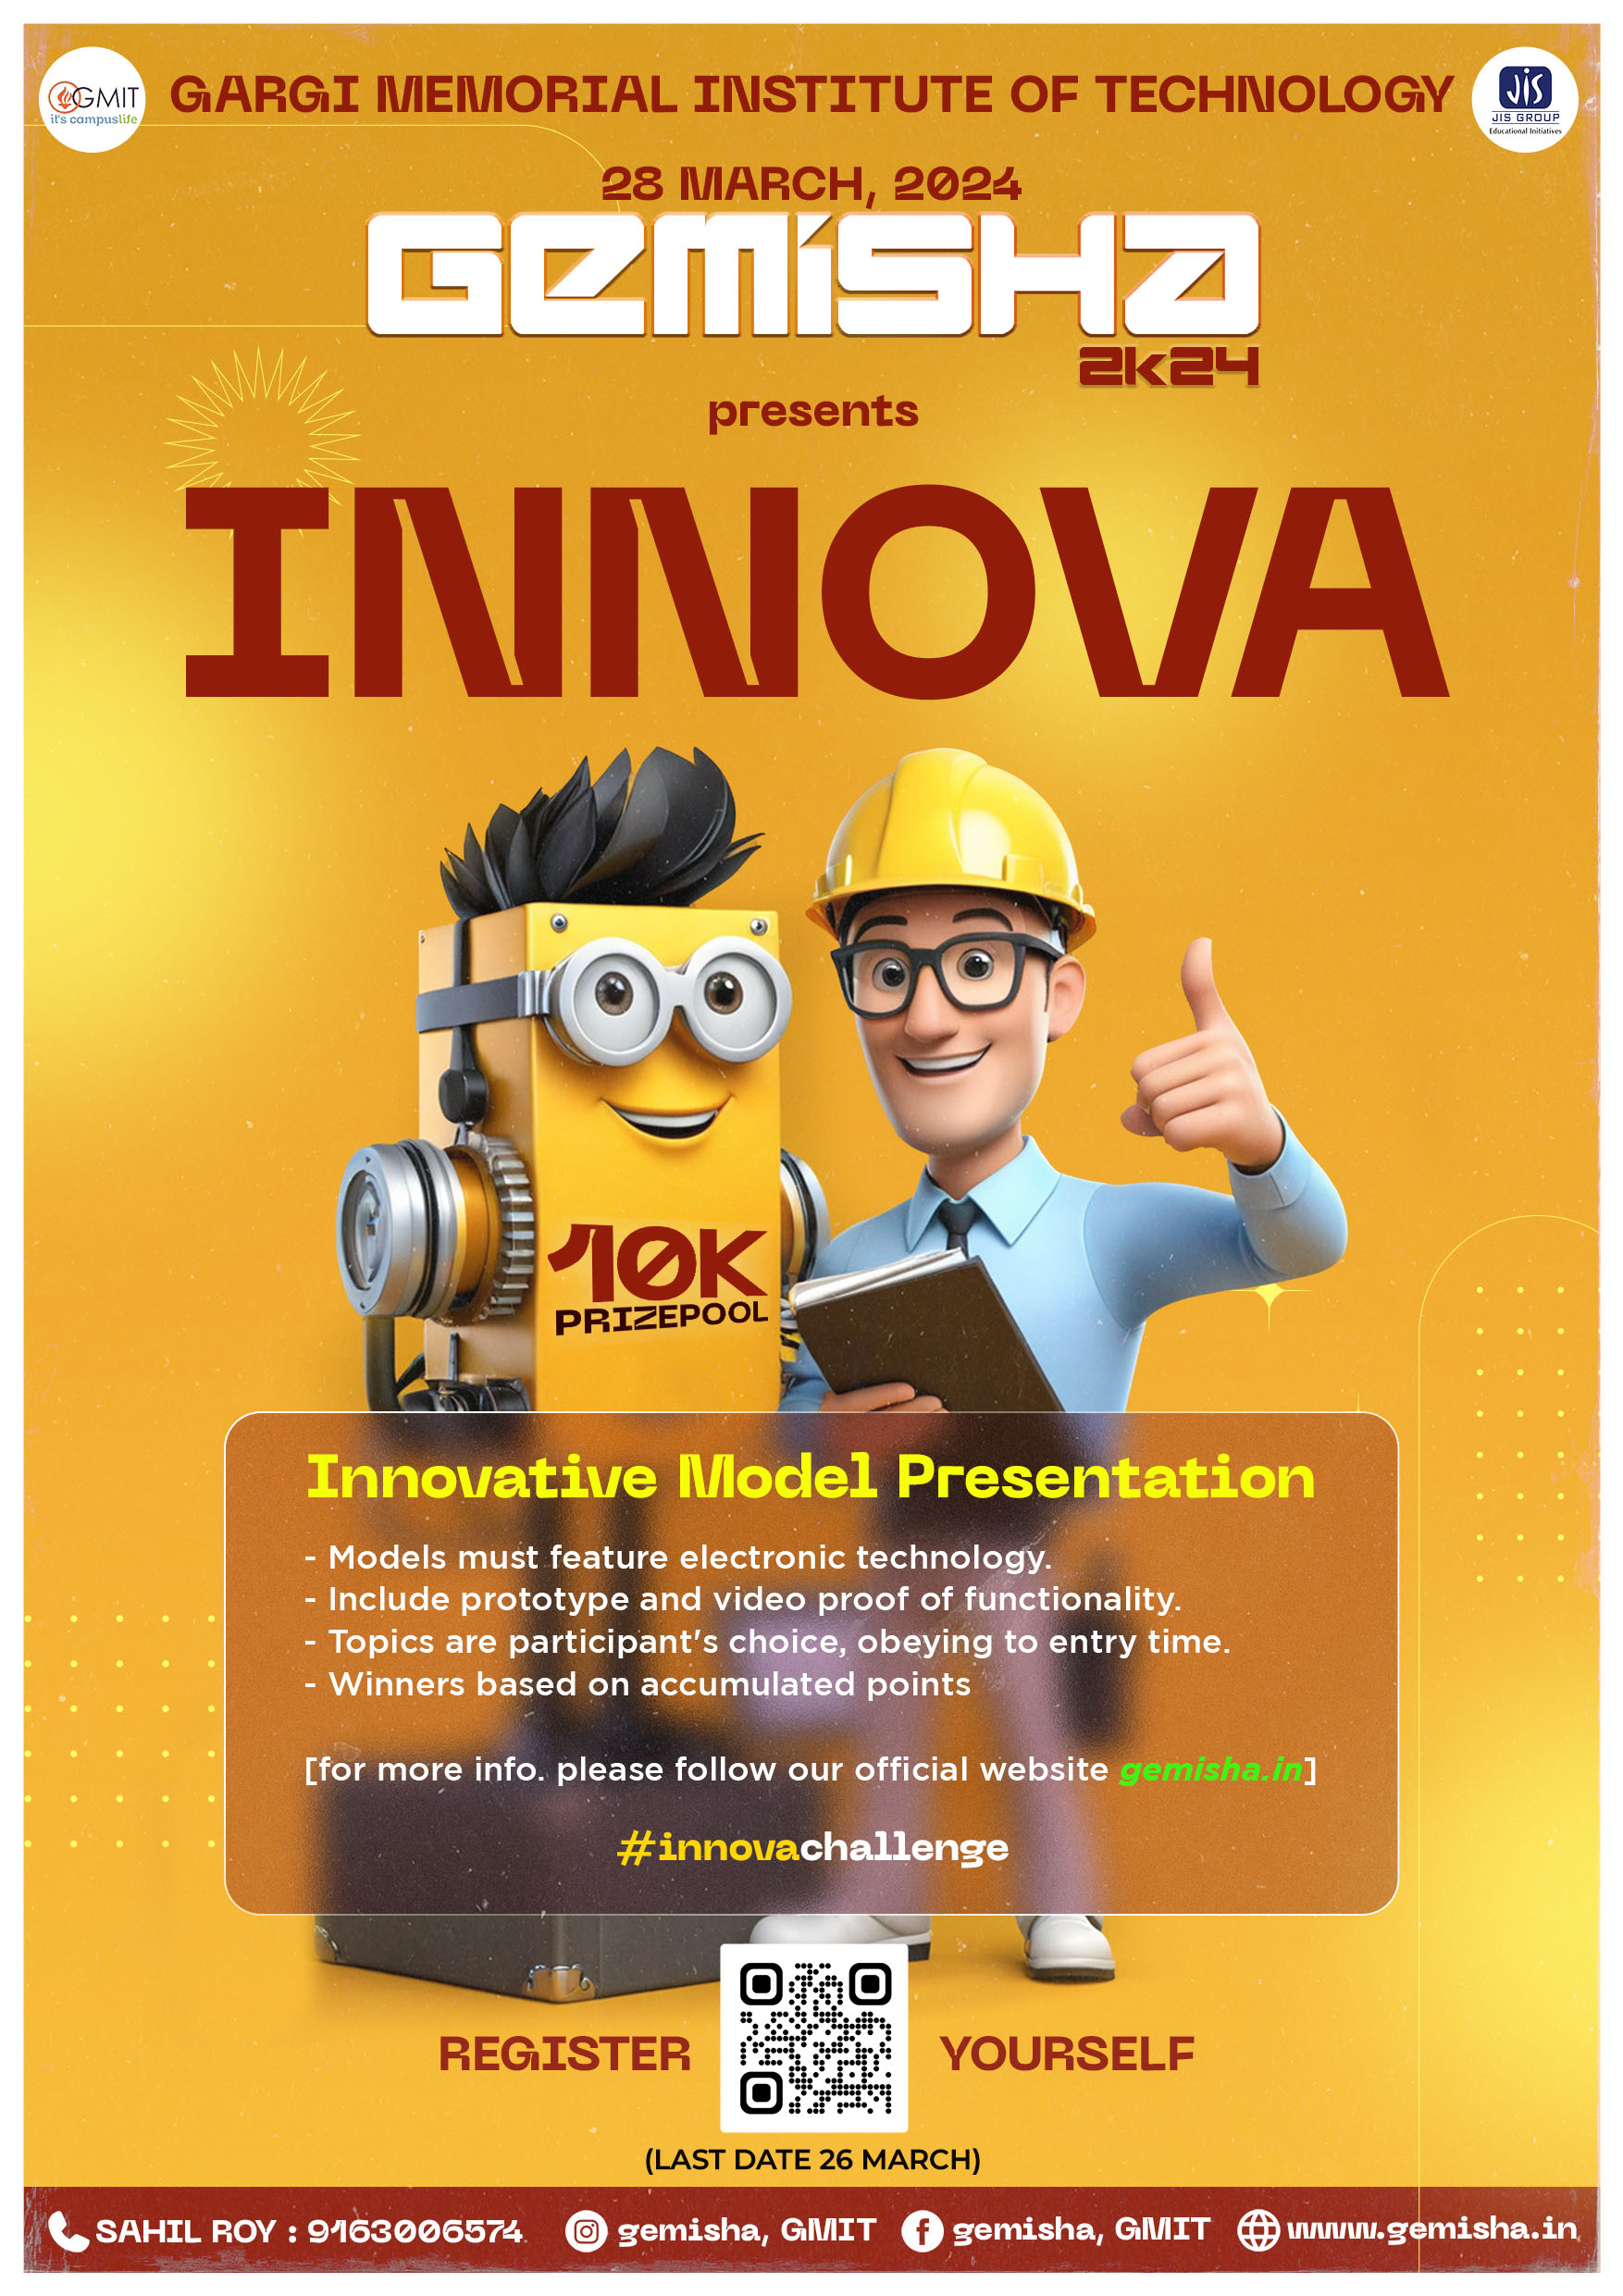 GMIT
it's campuslife
GARGI MEMORIAL INSTITUTE OF TECHNOLOGY
JIS
JIS GROUP
Educational Initiatives
28 MARCH, 2024
GEMISHA
2K24
presents
INNOVA
10K
PRIZEPOOL
Innovative Model Presentation
- Models must feature electronic technology.
- Include prototype and video proof of functionality.
- Topics are participant's choice, obeying to entry time.
- Winners based on accumulated points
[for more info. please follow our official website gemisha.in]
#innovachallenge
REGISTER YOURSELF
(LAST DATE 26 MARCH)
SAHIL ROY : 9163006574 gemisha, GMIT gemisha, GMIT www.gemisha.in